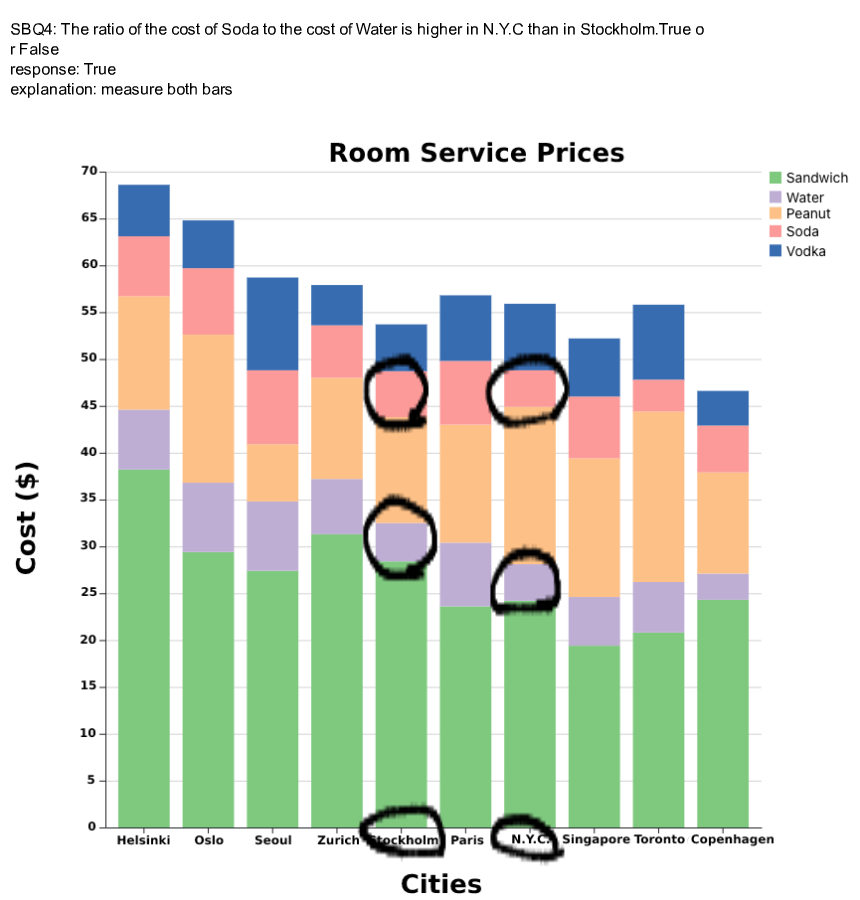 SBQ4: The ratio of the cost of Soda to the cost of Water is higher in N.Y.C than in Stockholm.True o
r False
response: True
explanation: measure both bars
Room Service Prices
70
65
60
55
50
45
40
35
30
25
20
15
10
5
0
Cost ($)
Sandwich
Water
Peanut
Soda
Vodka
Helsinki Oslo Seoul Zurich Stockholm Paris N.Y.C. Singapore Toronto Copenhagen
Cities